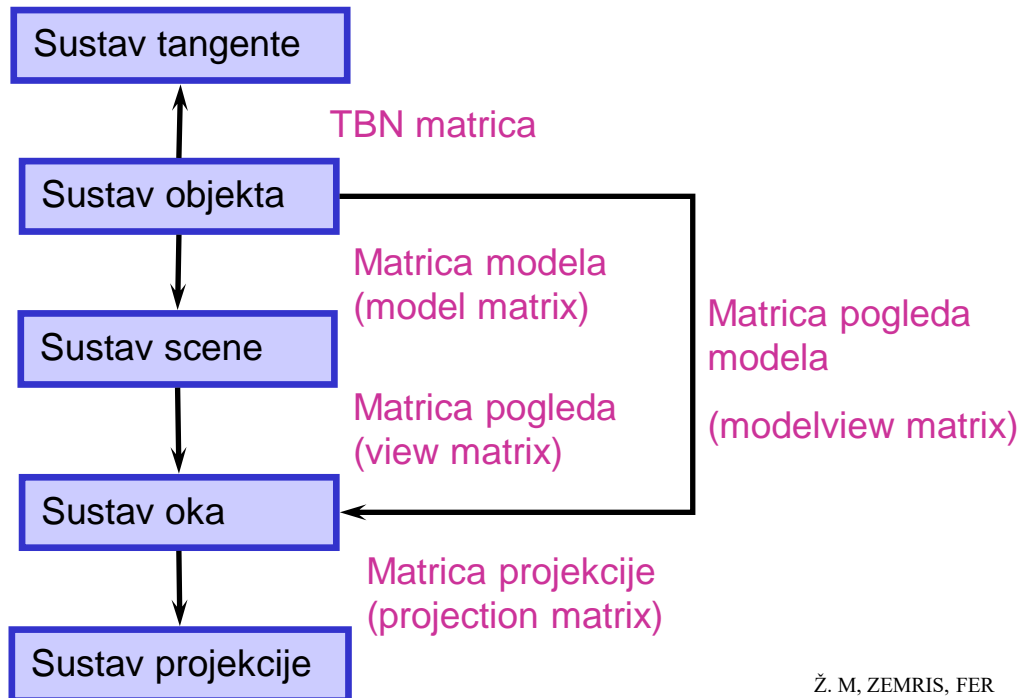 Sustav tangente
TBN matrica
Sustav objekta
Matrica modela
(model matrix)
Matrica pogleda
modela
(modelview matrix)
Sustav scene
Matrica pogleda
(view matrix)
Sustav oka
Matrica projekcije
(projection matrix)
Sustav projekcije
Ž. M, ZEMRIS, FER